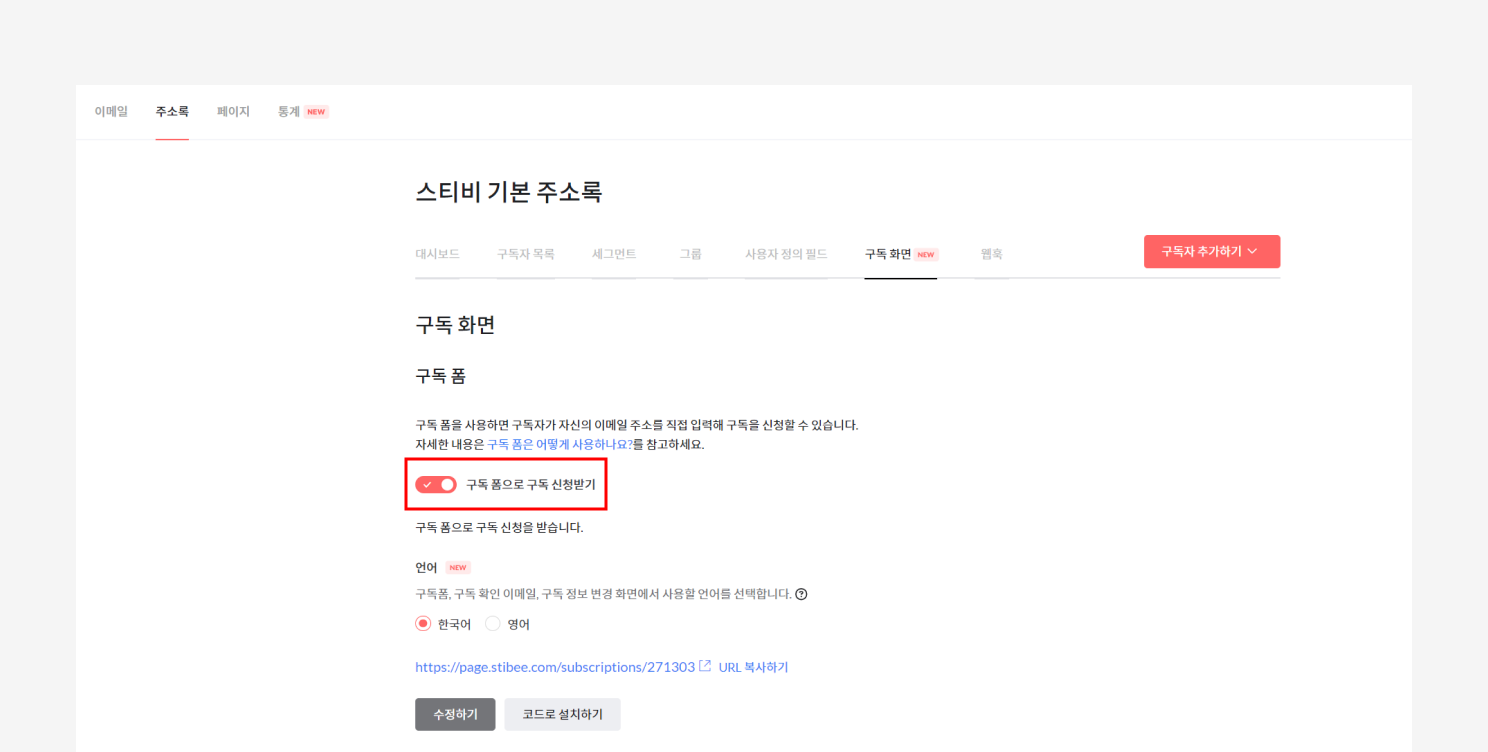 이메일 주소록 페이지 통계 NEW
스티비 기본 주소록
대시보드 구독자 목록 세그먼트 그룹 사용자 정의 필드 구독 화면 NEW 웹훅 구독자 추가하기
구독 화면
구독 폼
구독 폼을 사용하면 구독자가 자신의 이메일 주소를 직접 입력해 구독을 신청할 수 있습니다.
자세한 내용은 구독 폼은 어떻게 사용하나요?를 참고하세요.
구독 폼으로 구독 신청받기
구독 폼으로 구독 신청을 받습니다.
언어 NEW
구독폼, 구독 확인 이메일, 구독 정보 변경 화면에서 사용할 언어를 선택합니다.
한국어 영어
https://page.stibee.com/subscriptions/271303 URL 복사하기
수정하기 코드로 설치하기